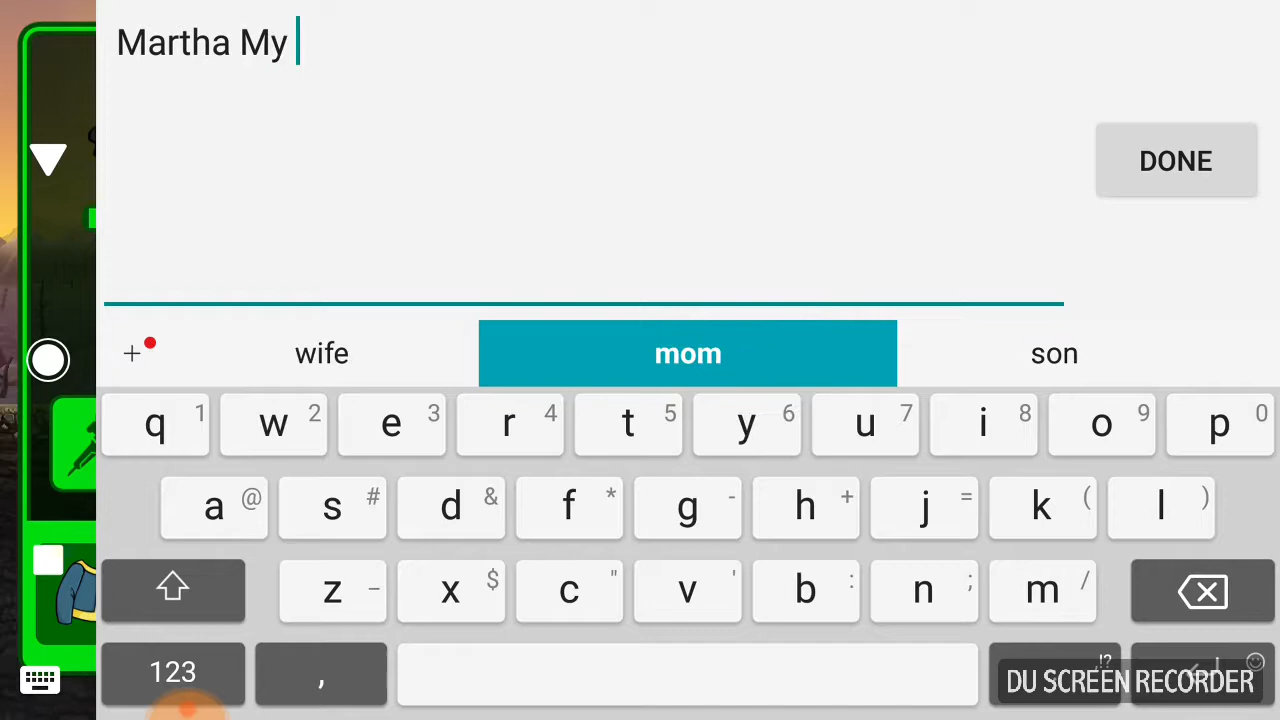 Martha My
DONE
+ wife mom son
q 1 w 2 e 3 r 4 t 5 y 6 u 7 i 8 o 9 p 0
a @ s # d & f * g - h + j = k ( l )
z _ x $ c " v ' b : n ; m /
123 , !?
DU SCREEN RECORDER